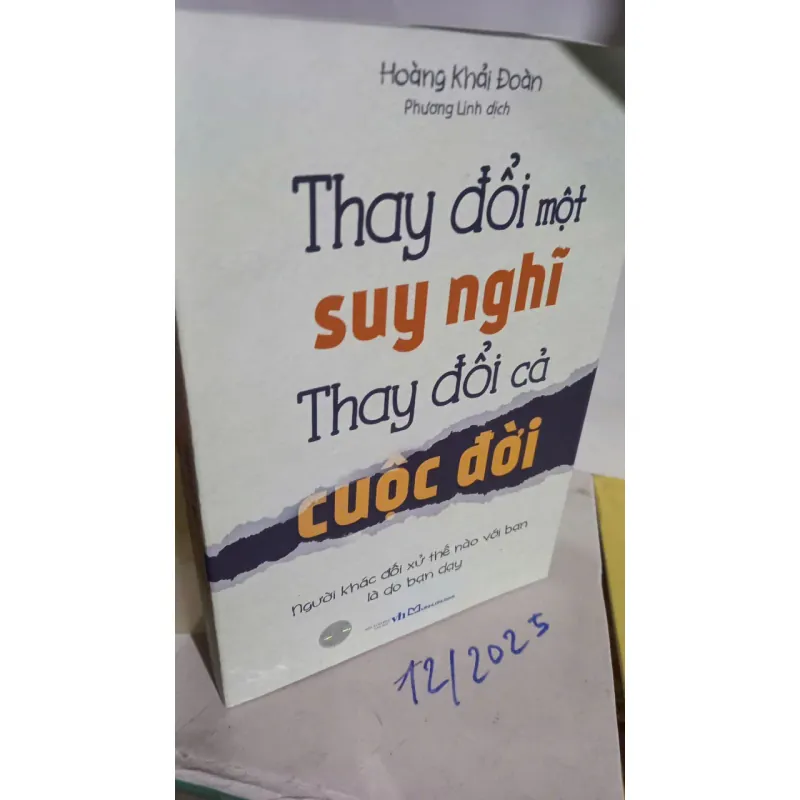 Hoàng Khải Đoàn
Phương Linh dịch
Thay đổi một
suy nghĩ
Thay đổi cả
cuộc đời
Người khác đối xử thế nào với bạn
là do bạn dạy
12/2025